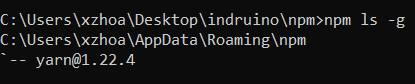 C:\Users\xzhoa\Desktop\indruino\npm>npm ls -g
C:\Users\xzhoa\AppData\Roaming\npm
`-- yarn@1.22.4